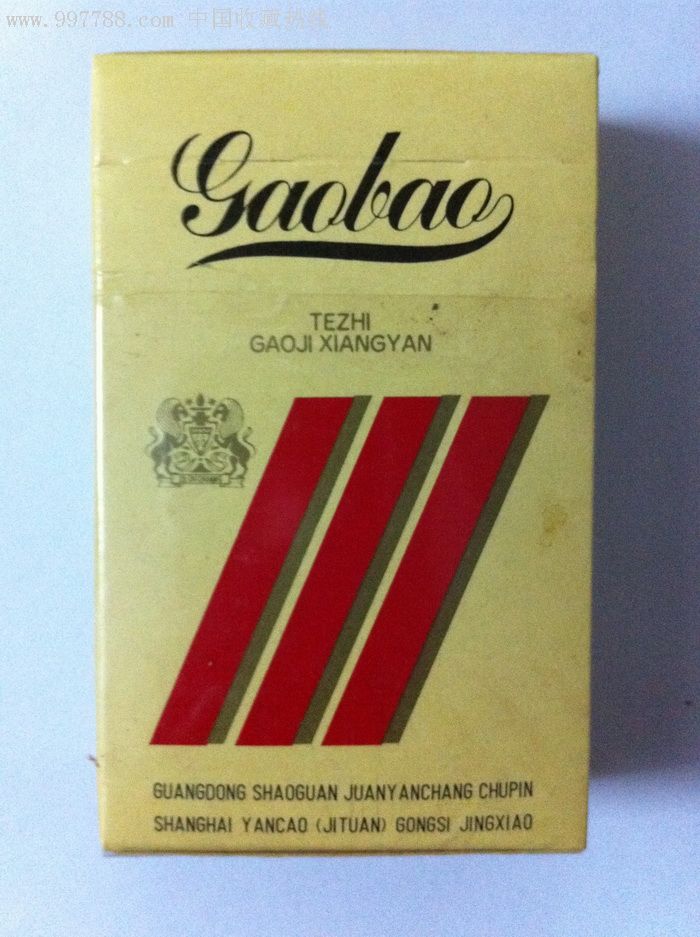 www.997788.com 中国收藏热线
Gaobao
TEZHI
GAOJI XIANGYAN
GUANGDONG SHAOGUAN JUANYANCHANG CHUPIN
SHANGHAI YANCAO (JITUAN) GONGSI JINGXIAO